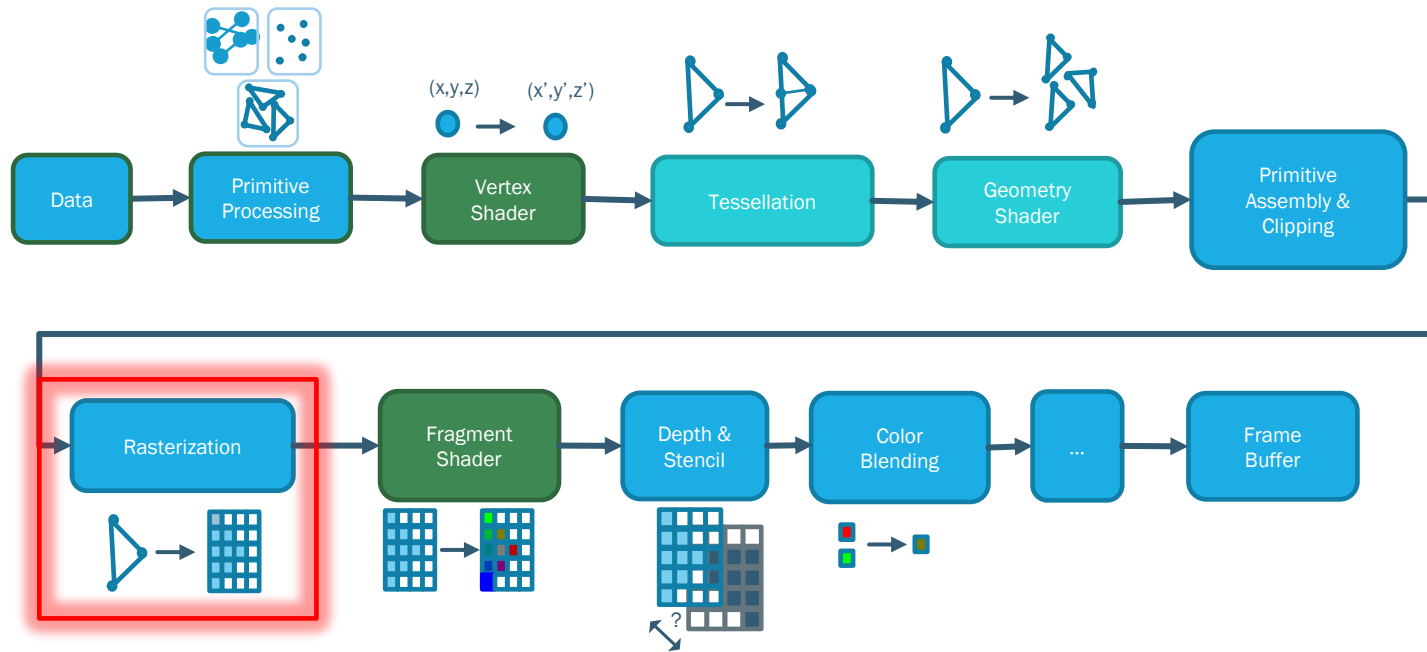 (x,y,z)
(x',y',z')
Data
Primitive
Processing
Vertex
Shader
Tessellation
Geometry
Shader
Primitive
Assembly &
Clipping
Rasterization
Fragment
Shader
Depth &
Stencil
Color
Blending
...
Frame
Buffer
?